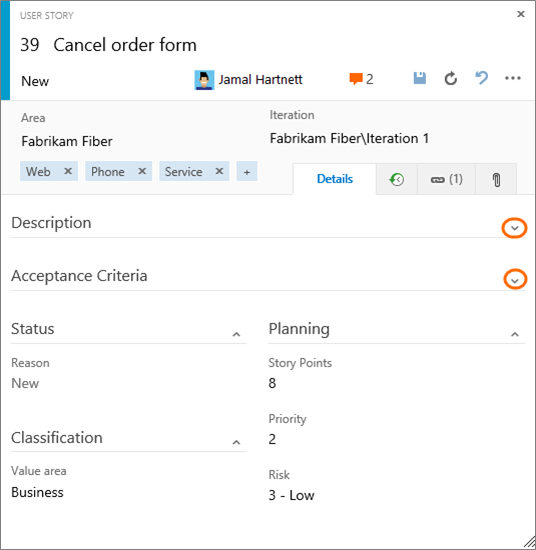 USER STORY
39 Cancel order form
New Jamal Hartnett 2
Area Iteration
Fabrikam Fiber Fabrikam Fiber\Iteration 1
Web Phone Service +
Details (1)
Description
Acceptance Criteria
Status Planning
Reason Story Points
New 8
Priority
Classification 2
Value area Risk
Business 3 - Low